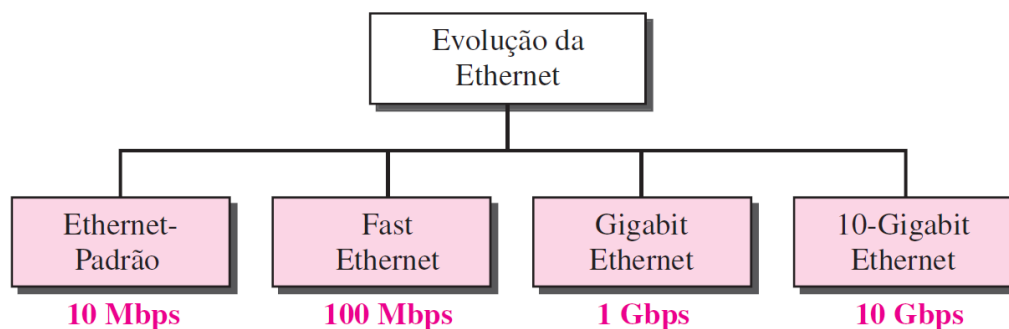 Evolução da
Ethernet
Ethernet-
Padrão
10 Mbps
Fast
Ethernet
100 Mbps
Gigabit
Ethernet
1 Gbps
10-Gigabit
Ethernet
10 Gbps